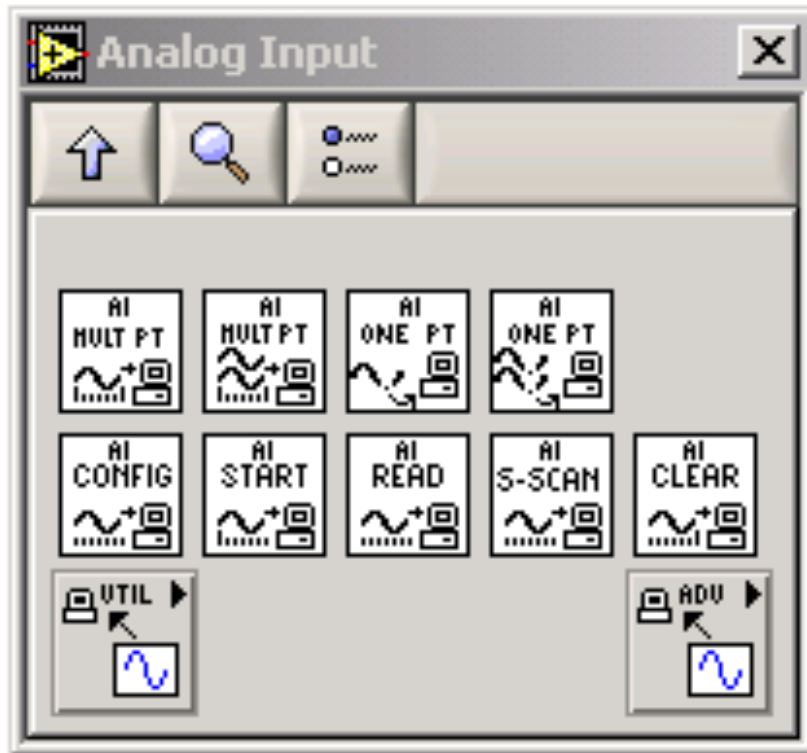 Analog Input
AI
MULT PT
AI
MULT PT
AI
ONE PT
AI
ONE PT
AI
CONFIG
AI
START
AI
READ
AI
S-SCAN
AI
CLEAR
UTIL
ADV